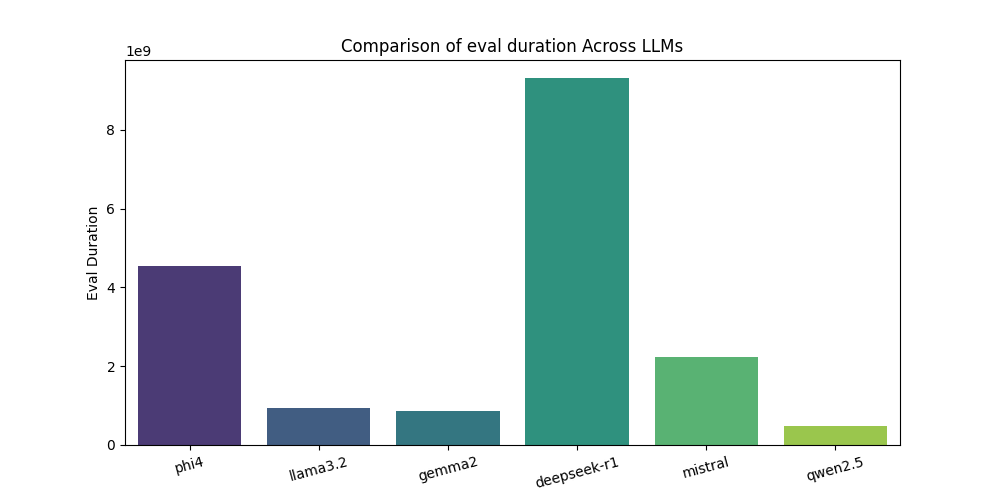 Comparison of eval duration Across LLMs
1e9
Eval Duration
8
6
4
2
0
phi4
llama3.2
gemma2
deepseek-r1
mistral
qwen2.5